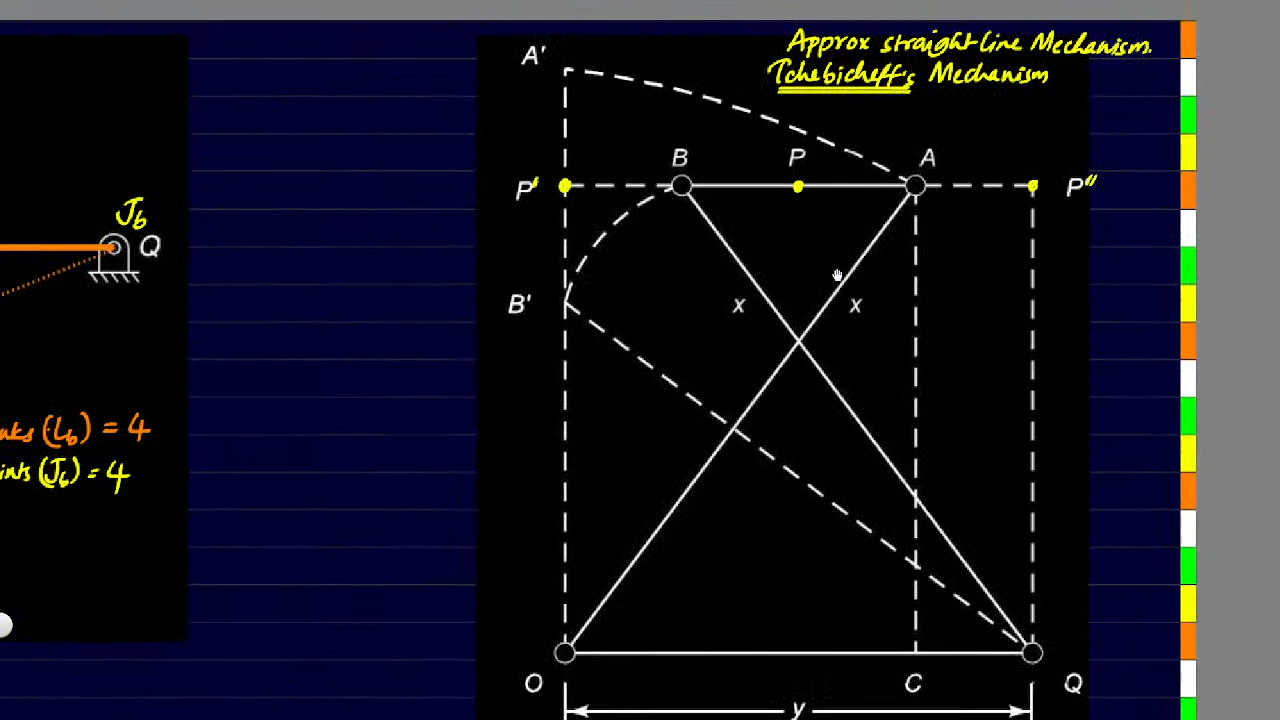 Approx straight line Mechanism.
Tchebicheff's Mechanism
A'
B
P
A
P'
P"
J6
Q
B'
x
x
nks (L6) = 4
ints (J6) = 4
O
C
Q
y